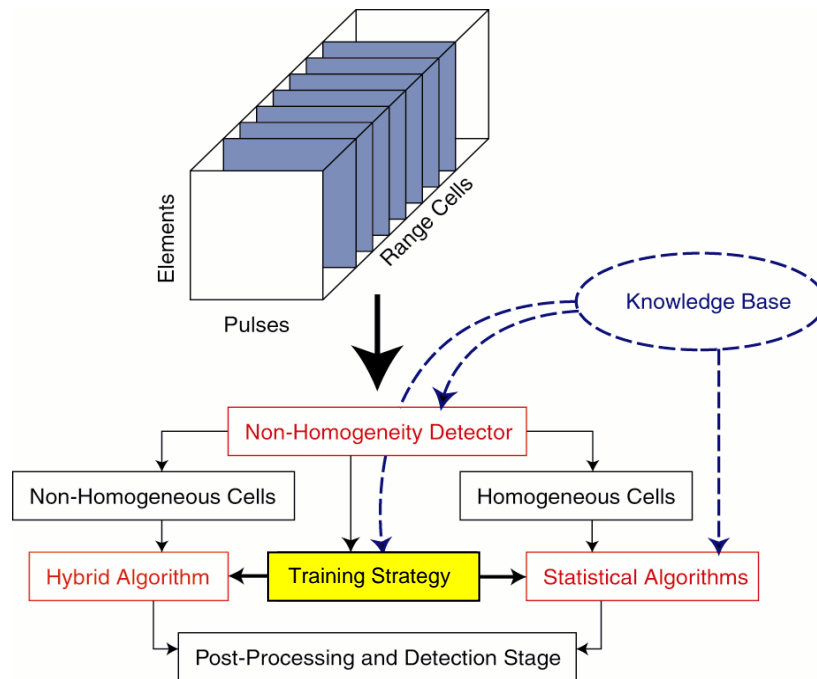 Elements
Range Cells
Pulses
Knowledge Base
Non-Homogeneity Detector
Non-Homogeneous Cells
Homogeneous Cells
Hybrid Algorithm
Training Strategy
Statistical Algorithms
Post-Processing and Detection Stage